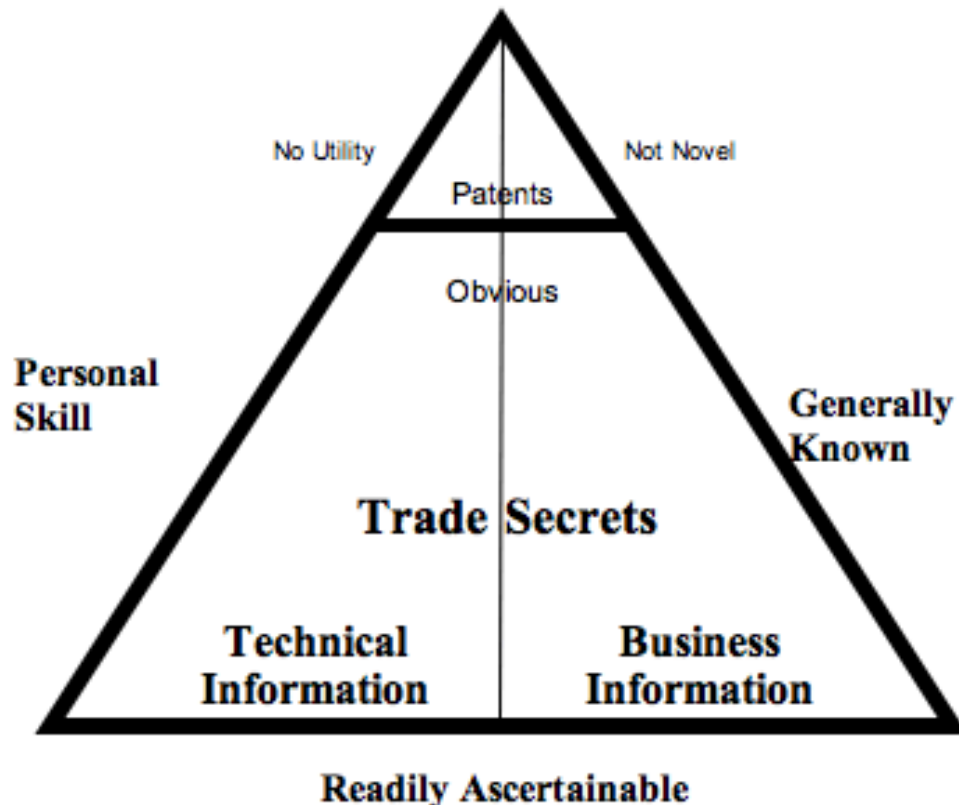 No Utility
Not Novel
Patents
Obvious
Personal
Skill
Generally
Known
Trade Secrets
Technical
Information
Business
Information
Readily Ascertainable